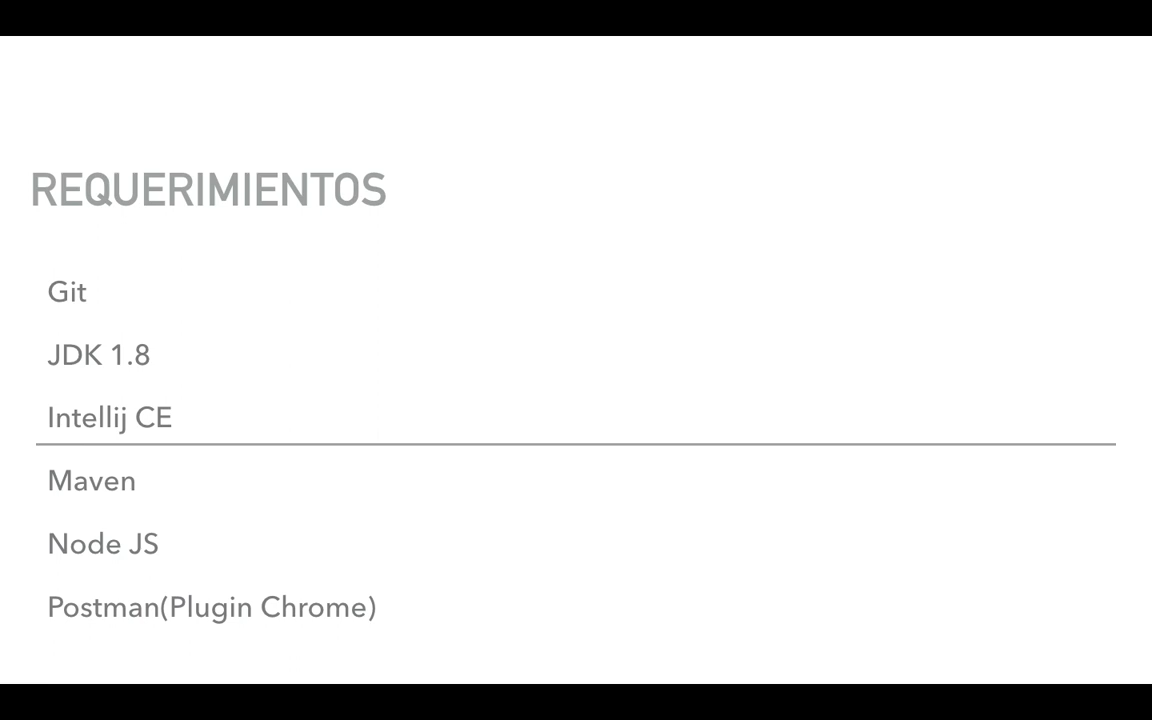 REQUERIMIENTOS
Git
JDK 1.8
Intellij CE
Maven
Node JS
Postman(Plugin Chrome)